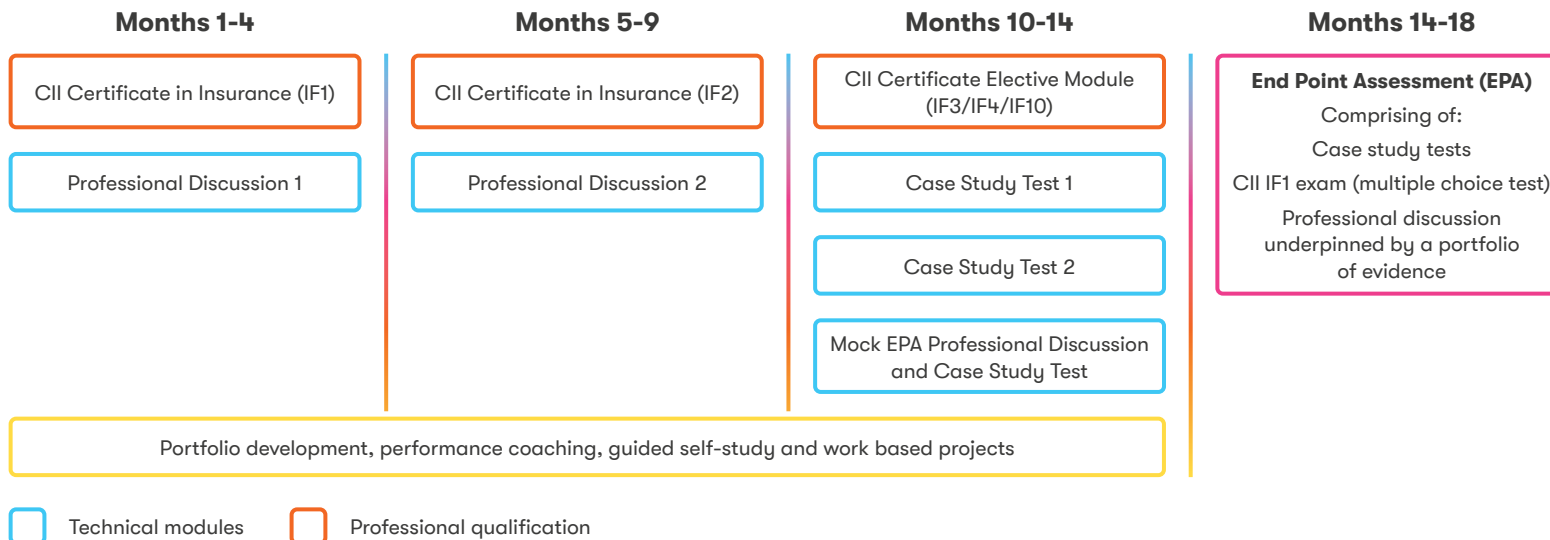 Months 1-4
Months 5-9
Months 10-14
Months 14-18
CII Certificate in Insurance (IF1)
CII Certificate in Insurance (IF2)
CII Certificate Elective Module
(IF3/IF4/IF10)
End Point Assessment (EPA)
Comprising of:
Case study tests
CII IF1 exam (multiple choice test)
Professional discussion
underpinned by a portfolio
of evidence
Professional Discussion 1
Professional Discussion 2
Case Study Test 1
Case Study Test 2
Mock EPA Professional Discussion
and Case Study Test
Portfolio development, performance coaching, guided self-study and work based projects
Technical modules
Professional qualification